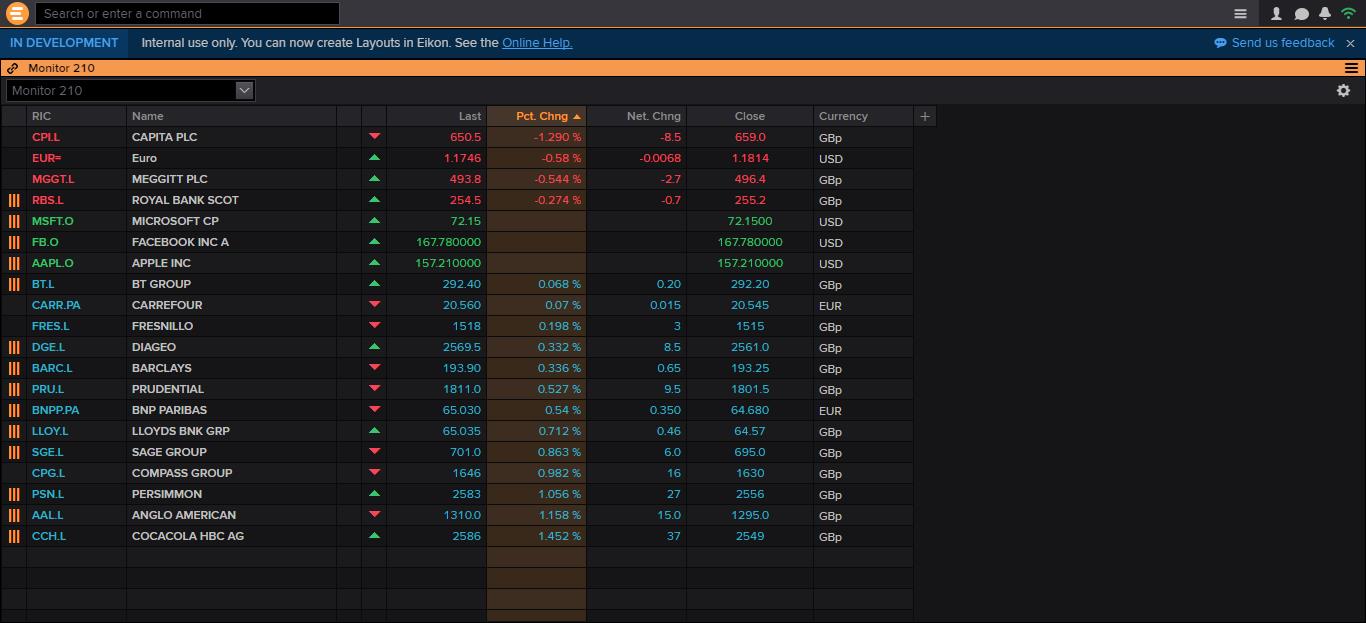 Search or enter a command
IN DEVELOPMENT Internal use only. You can now create Layouts in Eikon. See the Online Help. Send us feedback
Monitor 210
Monitor 210
RIC Name Last Pct. Chng Net. Chng Close Currency +
CPI.L CAPITA PLC 650.5 -1.290 % -8.5 659.0 GBp
EUR= Euro 1.1746 -0.58 % -0.0068 1.1814 USD
MGGT.L MEGGITT PLC 493.8 -0.544 % -2.7 496.4 GBp
RBS.L ROYAL BANK SCOT 254.5 -0.274 % -0.7 255.2 GBp
MSFT.O MICROSOFT CP 72.15 72.1500 USD
FB.O FACEBOOK INC A 167.780000 167.780000 USD
AAPL.O APPLE INC 157.210000 157.210000 USD
BT.L BT GROUP 292.40 0.068 % 0.20 292.20 GBp
CARR.PA CARREFOUR 20.560 0.07 % 0.015 20.545 EUR
FRES.L FRESNILLO 1518 0.198 % 3 1515 GBp
DGE.L DIAGEO 2569.5 0.332 % 8.5 2561.0 GBp
BARC.L BARCLAYS 193.90 0.336 % 0.65 193.25 GBp
PRU.L PRUDENTIAL 1811.0 0.527 % 9.5 1801.5 GBp
BNPP.PA BNP PARIBAS 65.030 0.54 % 0.350 64.680 EUR
LLOY.L LLOYDS BNK GRP 65.035 0.712 % 0.46 64.57 GBp
SGE.L SAGE GROUP 701.0 0.863 % 6.0 695.0 GBp
CPG.L COMPASS GROUP 1646 0.982 % 16 1630 GBp
PSN.L PERSIMMON 2583 1.056 % 27 2556 GBp
AAL.L ANGLO AMERICAN 1310.0 1.158 % 15.0 1295.0 GBp
CCH.L COCACOLA HBC AG 2586 1.452 % 37 2549 GBp